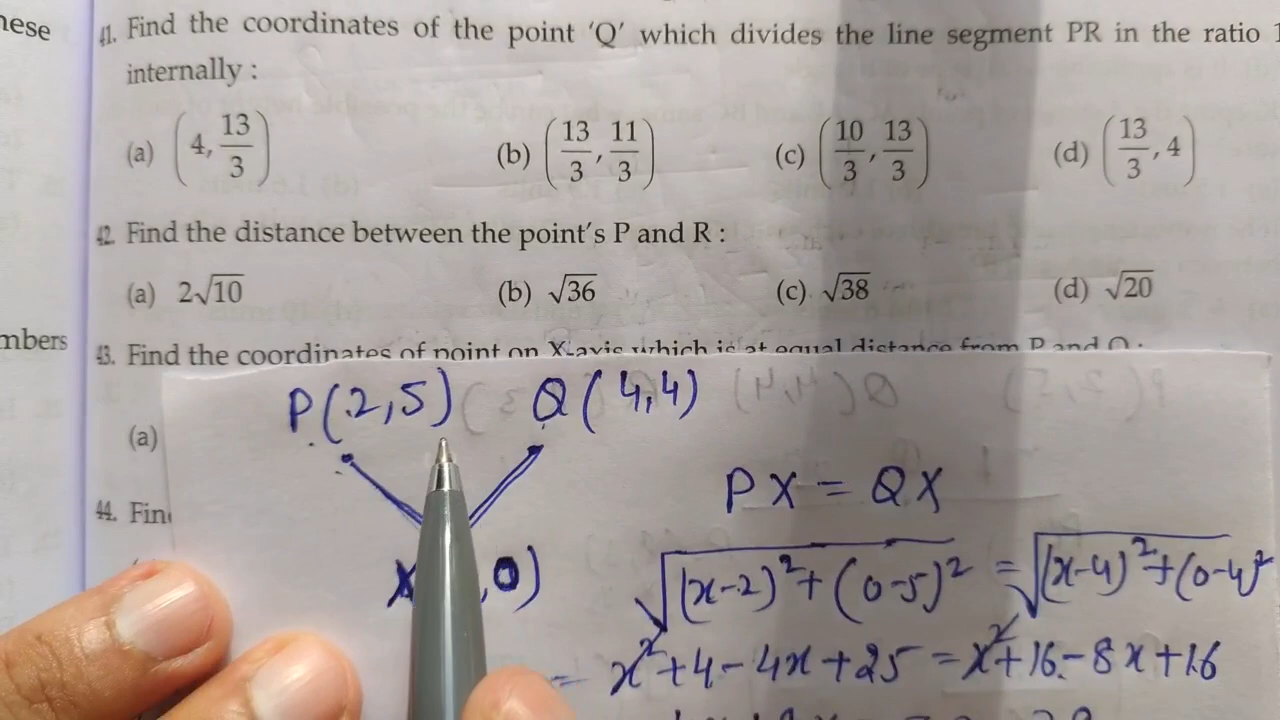 nese
41. Find the coordinates of the point 'Q' which divides the line segment PR in the ratio 1
internally :
(a) (4, 13/3) (b) (13/3, 11/3) (c) (10/3, 13/3) (d) (13/3, 4)
42. Find the distance between the point's P and R :
(a) 2√10 (b) √36 (c) √38 (d) √20
mbers
43. Find the coordinates of point on X-axis which is at equal distance from P and Q :
P(2,5) Q(4,4)
(a)
PX = QX
44. Fin
X ,0)
√(x-2)²+(0-5)² = √(x-4)²+(0-4)²
= x²+4-4x+25 = x²+16-8x+16